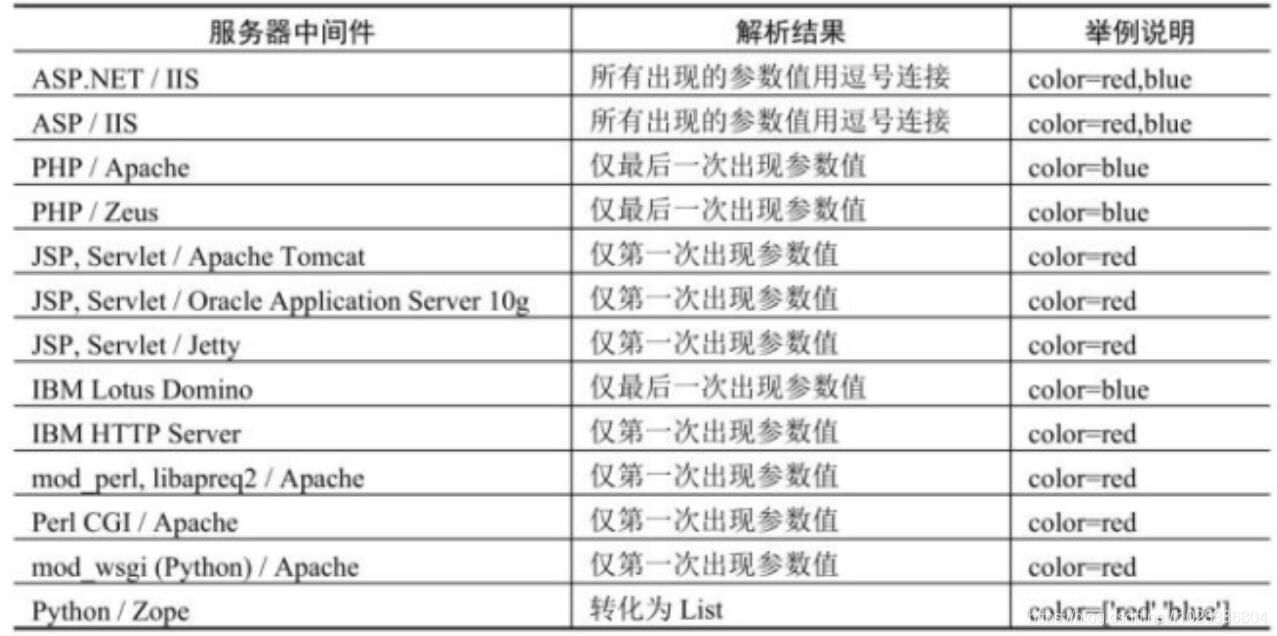 服务器中间件 解析结果 举例说明
ASP.NET / IIS 所有出现的参数值用逗号连接 color=red,blue
ASP / IIS 所有出现的参数值用逗号连接 color=red,blue
PHP / Apache 仅最后一次出现参数值 color=blue
PHP / Zeus 仅最后一次出现参数值 color=blue
JSP, Servlet / Apache Tomcat 仅第一次出现参数值 color=red
JSP, Servlet / Oracle Application Server 10g 仅第一次出现参数值 color=red
JSP, Servlet / Jetty 仅第一次出现参数值 color=red
IBM Lotus Domino 仅最后一次出现参数值 color=blue
IBM HTTP Server 仅第一次出现参数值 color=red
mod_perl, libapreq2 / Apache 仅第一次出现参数值 color=red
Perl CGI / Apache 仅第一次出现参数值 color=red
mod_wsgi (Python) / Apache 仅第一次出现参数值 color=red
Python / Zope 转化为 List color=['red','blue']